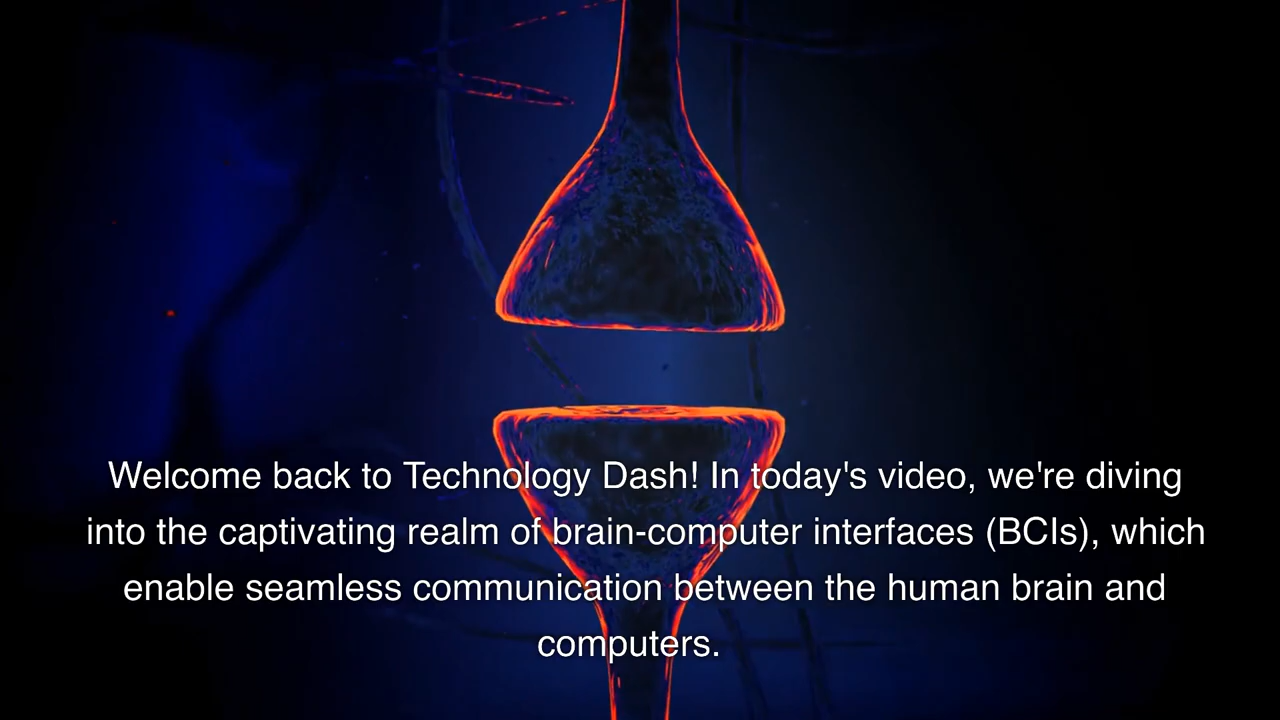 Welcome back to Technology Dash! In today's video, we're diving
into the captivating realm of brain-computer interfaces (BCIs), which
enable seamless communication between the human brain and
computers.